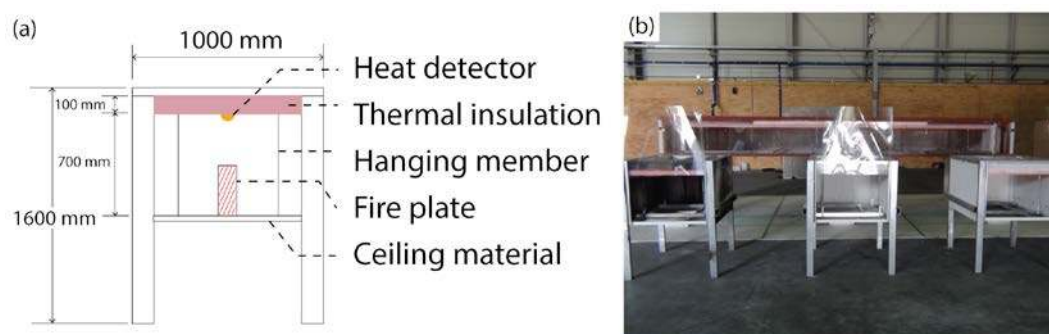 (a)
1000 mm
100 mm
700 mm
1600 mm
Heat detector
Thermal insulation
Hanging member
Fire plate
Ceiling material
(b)